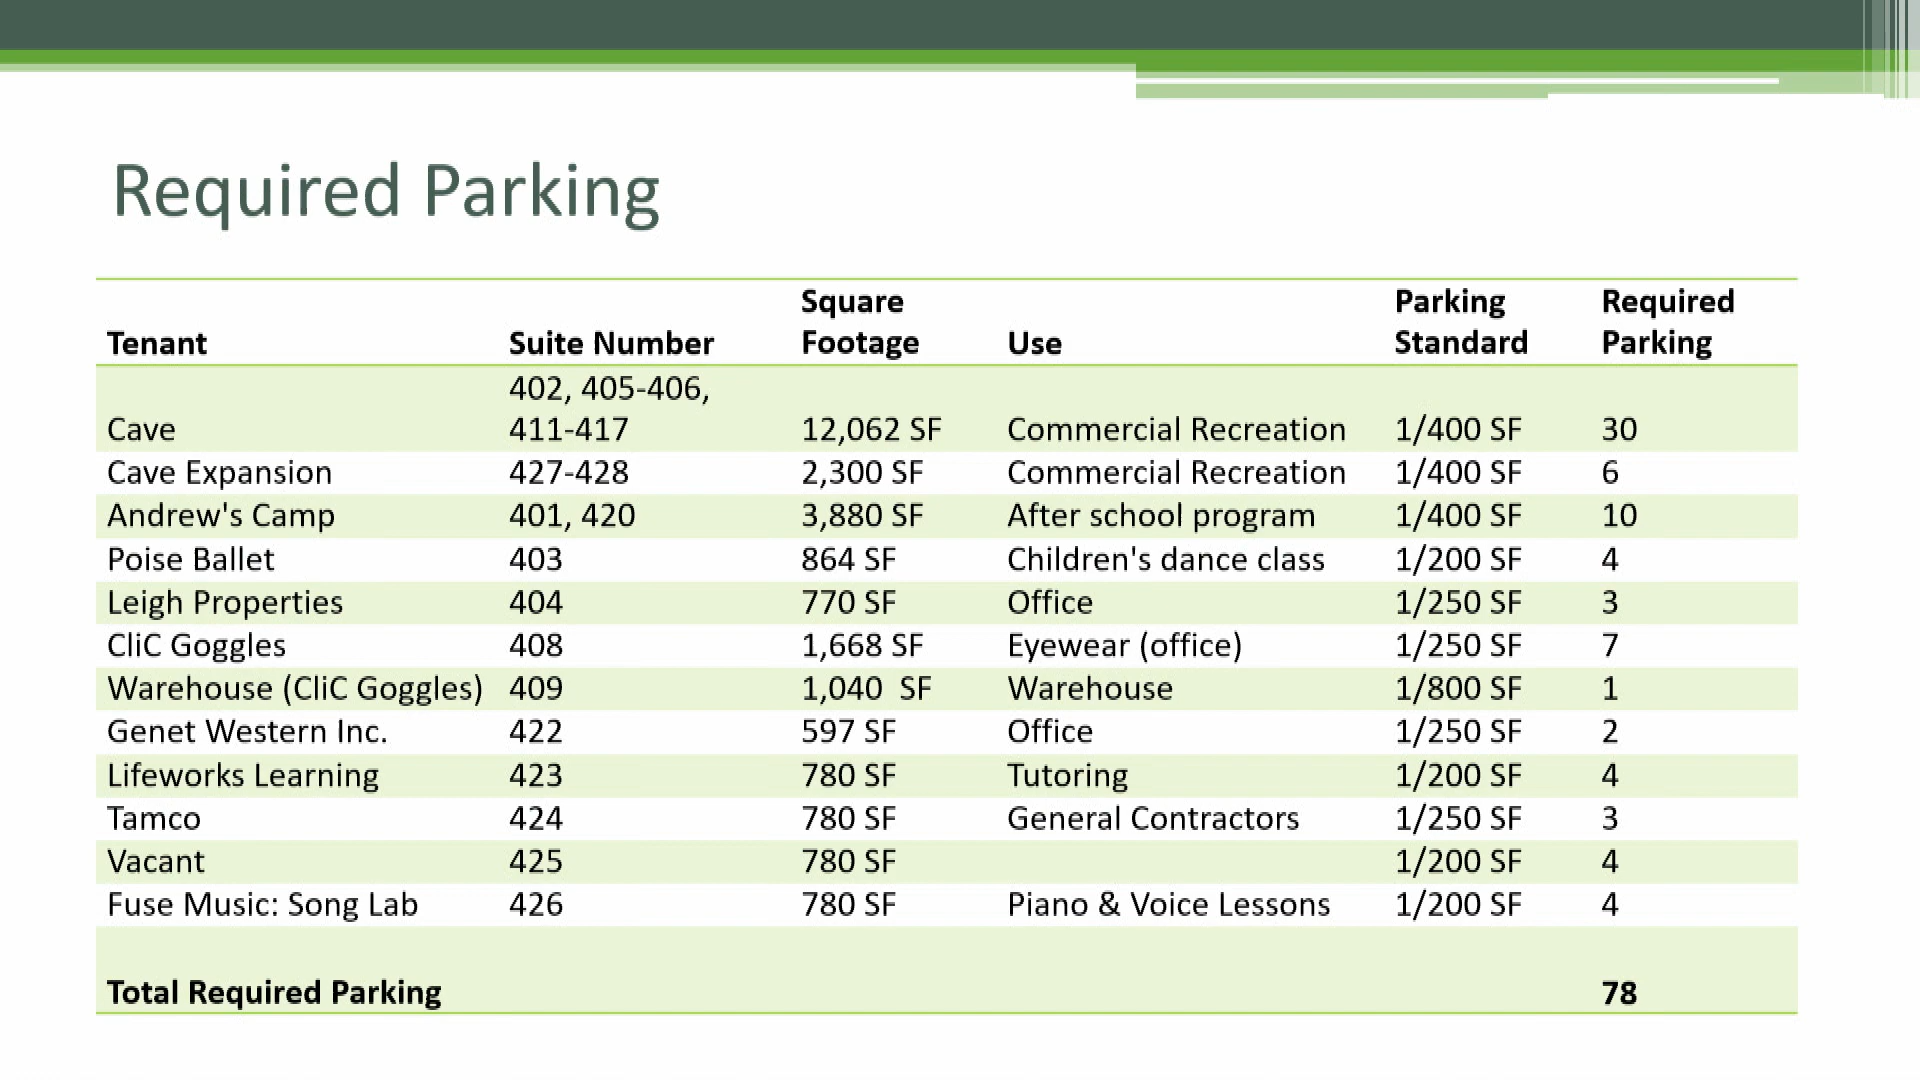 Required Parking
Tenant Suite Number Square Footage Use Parking Standard Required Parking
Cave 402, 405-406, 411-417 12,062 SF Commercial Recreation 1/400 SF 30
Cave Expansion 427-428 2,300 SF Commercial Recreation 1/400 SF 6
Andrew's Camp 401, 420 3,880 SF After school program 1/400 SF 10
Poise Ballet 403 864 SF Children's dance class 1/200 SF 4
Leigh Properties 404 770 SF Office 1/250 SF 3
CliC Goggles 408 1,668 SF Eyewear (office) 1/250 SF 7
Warehouse (CliC Goggles) 409 1,040 SF Warehouse 1/800 SF 1
Genet Western Inc. 422 597 SF Office 1/250 SF 2
Lifeworks Learning 423 780 SF Tutoring 1/200 SF 4
Tamco 424 780 SF General Contractors 1/250 SF 3
Vacant 425 780 SF 1/200 SF 4
Fuse Music: Song Lab 426 780 SF Piano & Voice Lessons 1/200 SF 4
Total Required Parking 78